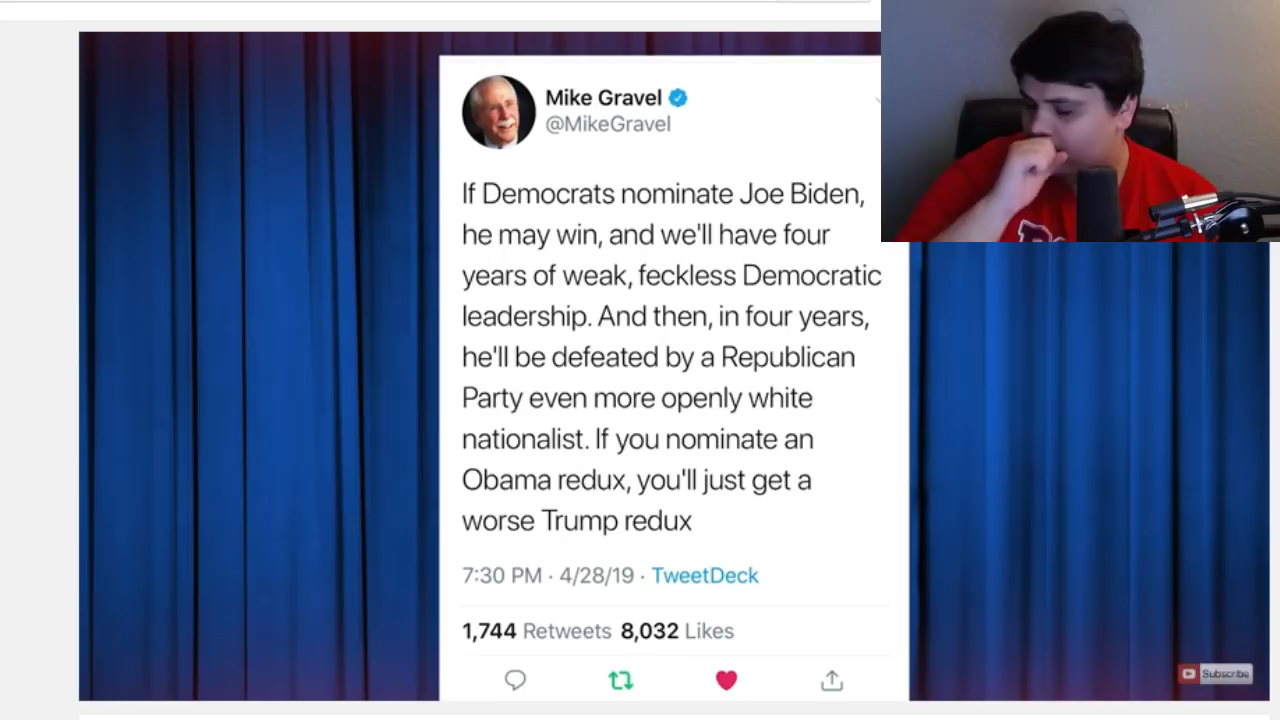 Mike Gravel
@MikeGravel
If Democrats nominate Joe Biden,
he may win, and we'll have four
years of weak, feckless Democratic
leadership. And then, in four years,
he'll be defeated by a Republican
Party even more openly white
nationalist. If you nominate an
Obama redux, you'll just get a
worse Trump redux
7:30 PM · 4/28/19 · TweetDeck
1,744 Retweets 8,032 Likes
Subscribe